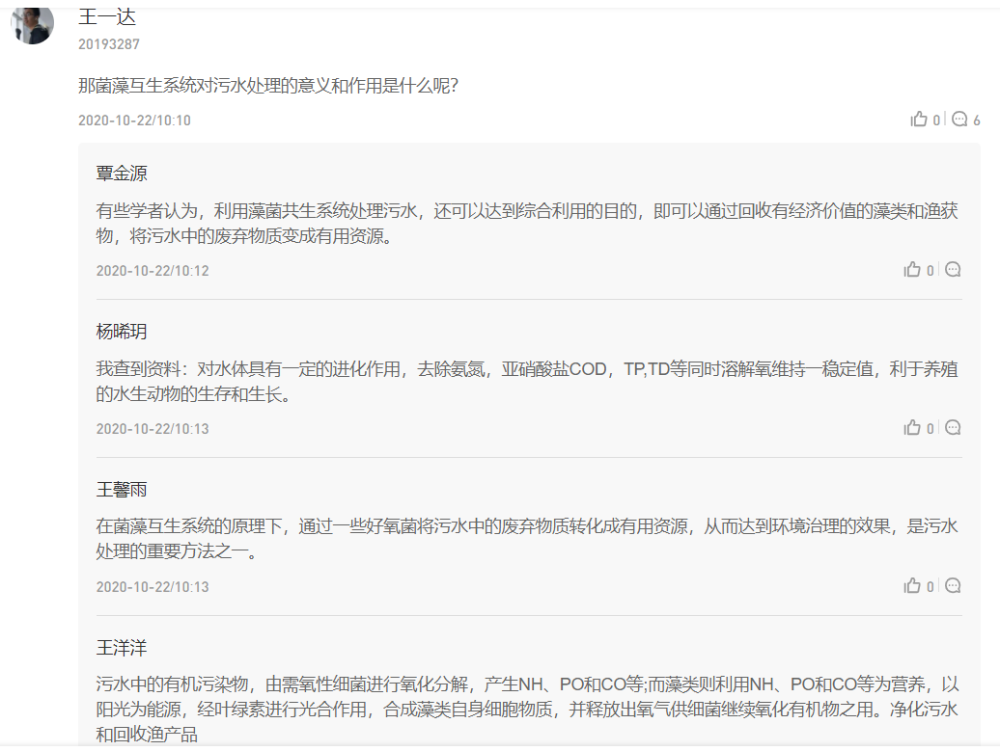 王一达
20193287
那菌藻互生系统对污水处理的意义和作用是什么呢?
2020-10-22/10:10
0 6
覃金源
有些学者认为，利用藻菌共生系统处理污水，还可以达到综合利用的目的，即可以通过回收有经济价值的藻类和渔获
物，将污水中的废弃物质变成有用资源。
2020-10-22/10:12
0
杨晞玥
我查到资料：对水体具有一定的进化作用，去除氨氮，亚硝酸盐COD，TP,TD等同时溶解氧维持一稳定值，利于养殖
的水生动物的生存和生长。
2020-10-22/10:13
0
王馨雨
在菌藻互生系统的原理下，通过一些好氧菌将污水中的废弃物质转化成有用资源，从而达到环境治理的效果，是污水
处理的重要方法之一。
2020-10-22/10:13
0
王洋洋
污水中的有机污染物，由需氧性细菌进行氧化分解，产生NH、PO和CO等;而藻类则利用NH、PO和CO等为营养，以
阳光为能源，经叶绿素进行光合作用，合成藻类自身细胞物质，并释放出氧气供细菌继续氧化有机物之用。净化污水
和回收渔产品